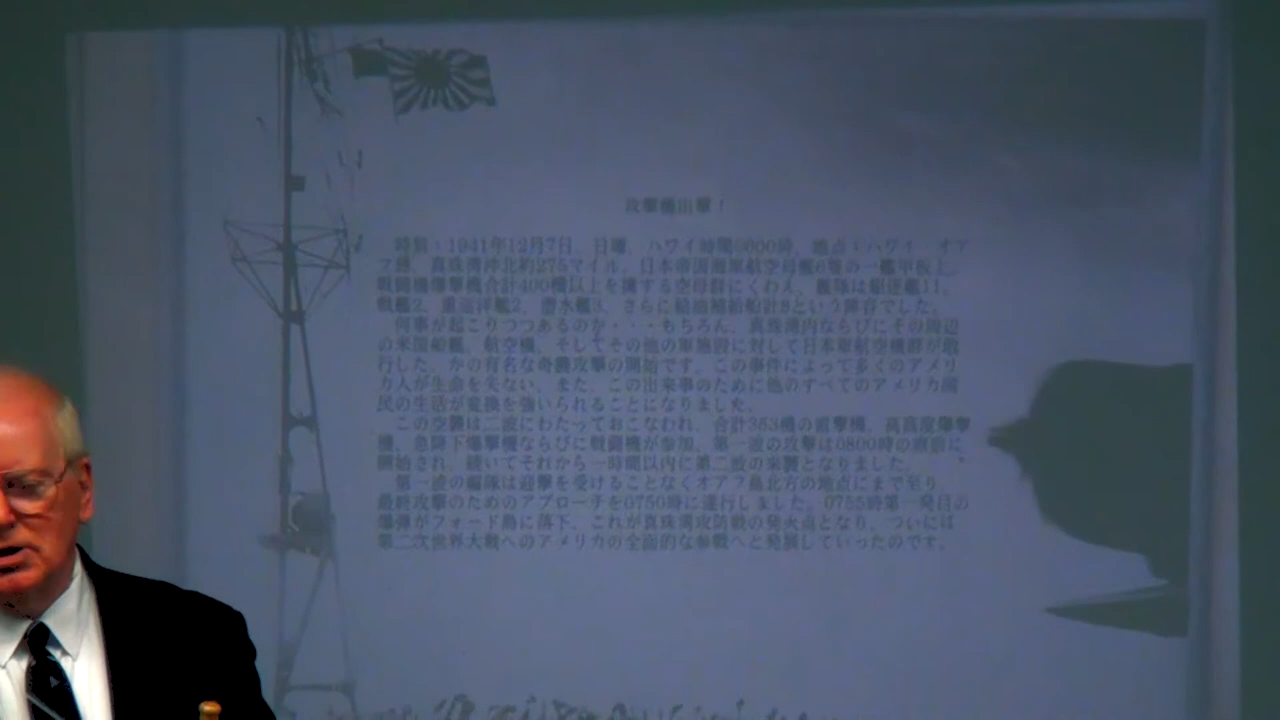 攻撃機出撃！
時刻：1941年12月7日、日曜、ハワイ時間0600時、地点：ハワイ・オア
フ島、真珠湾沖北約275マイル、日本帝国海軍航空母艦6隻の一艦甲板上。
戦闘機爆撃機合計400機以上を擁する空母群にくわえ、艦隊は駆逐艦11、
戦艦2、重巡洋艦2、潜水艦3、さらに給油補給船計8という陣容でした。
何事が起こりつつあるのか・・・もちろん、真珠湾内ならびにその周辺
の米国船艦、航空機、そしてその他の軍施設に対して日本軍航空機群が敢
行した、かの有名な奇襲攻撃の開始です。この事件によって多くのアメリ
カ人が生命を失ない、また、この出来事のために他のすべてのアメリカ国
民の生活が変換を強いられることになりました。
この空襲は二波にわたっておこなわれ、合計353機の雷撃機、高高度爆撃
機、急降下爆撃機ならびに戦闘機が参加。第一波の攻撃は0800時の直前に
開始され、続いてそれから一時間以内に第二波の来襲となりました。
第一波の編隊は迎撃を受けることなくオアフ島北方の地点にまで至り、
最終攻撃のためのアプローチを0750時に遂行しました。0755時第一発目の
爆弾がフォード島に落下、これが真珠湾攻防戦の発火点となり、ついには
第二次世界大戦へのアメリカの全面的な参戦へと発展していったのです。